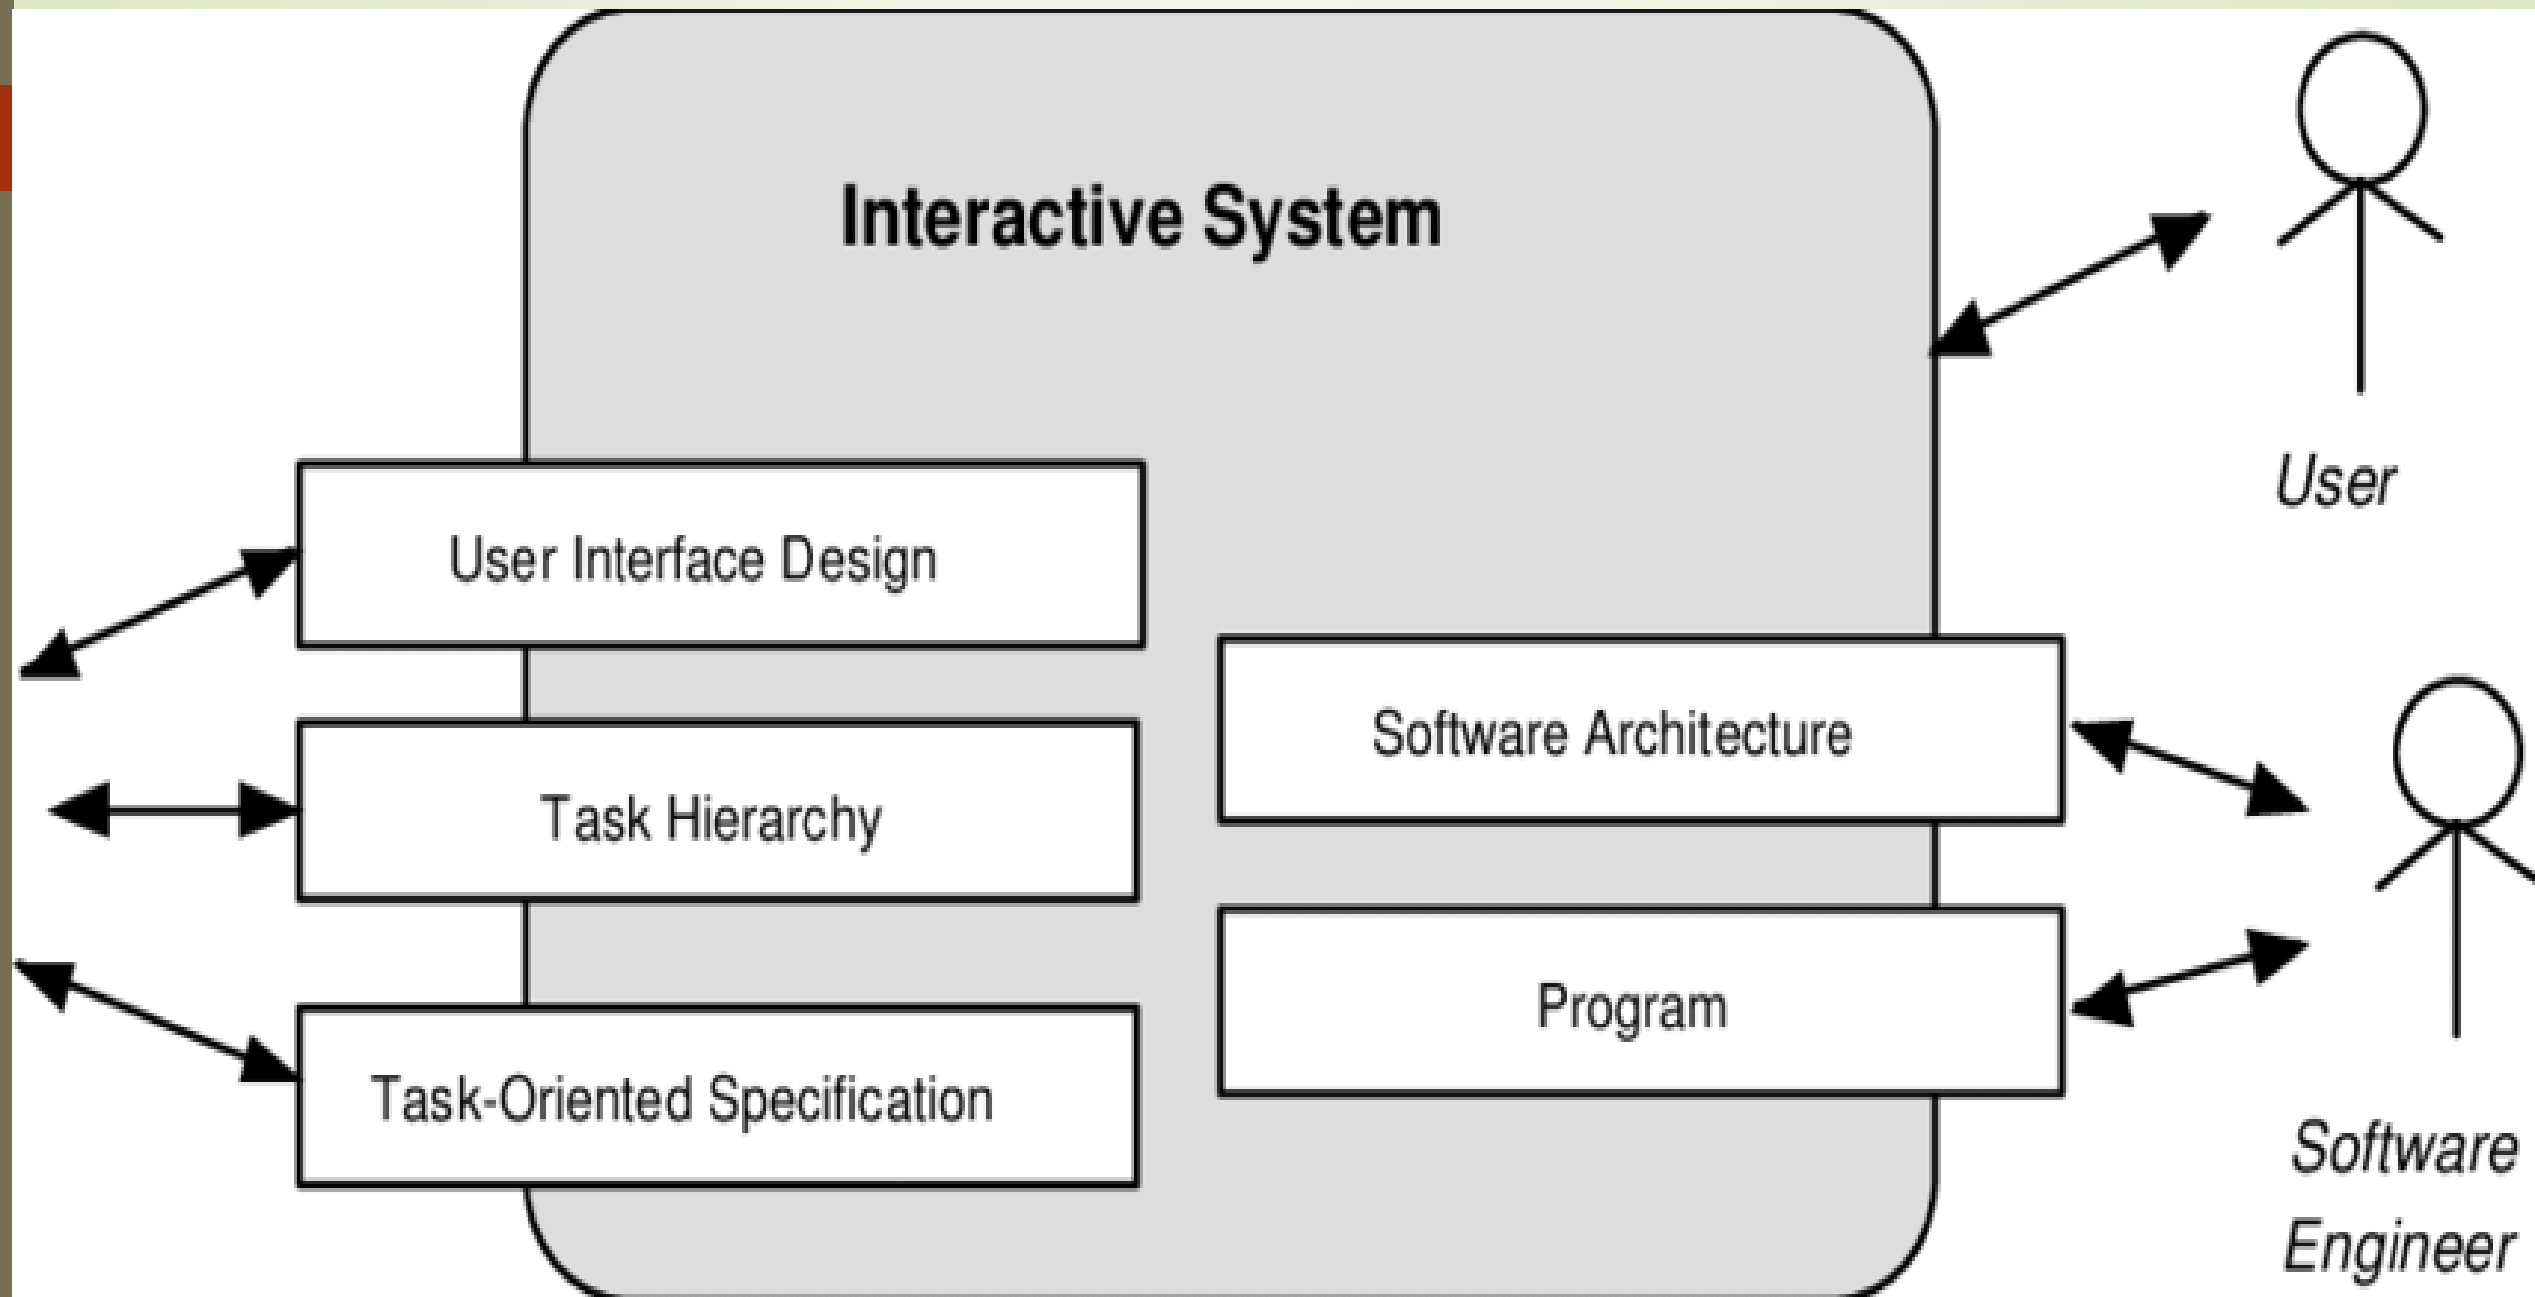 Interactive System
User
User Interface Design
Software Architecture
Task Hierarchy
Program
Task-Oriented Specification
Software
Engineer